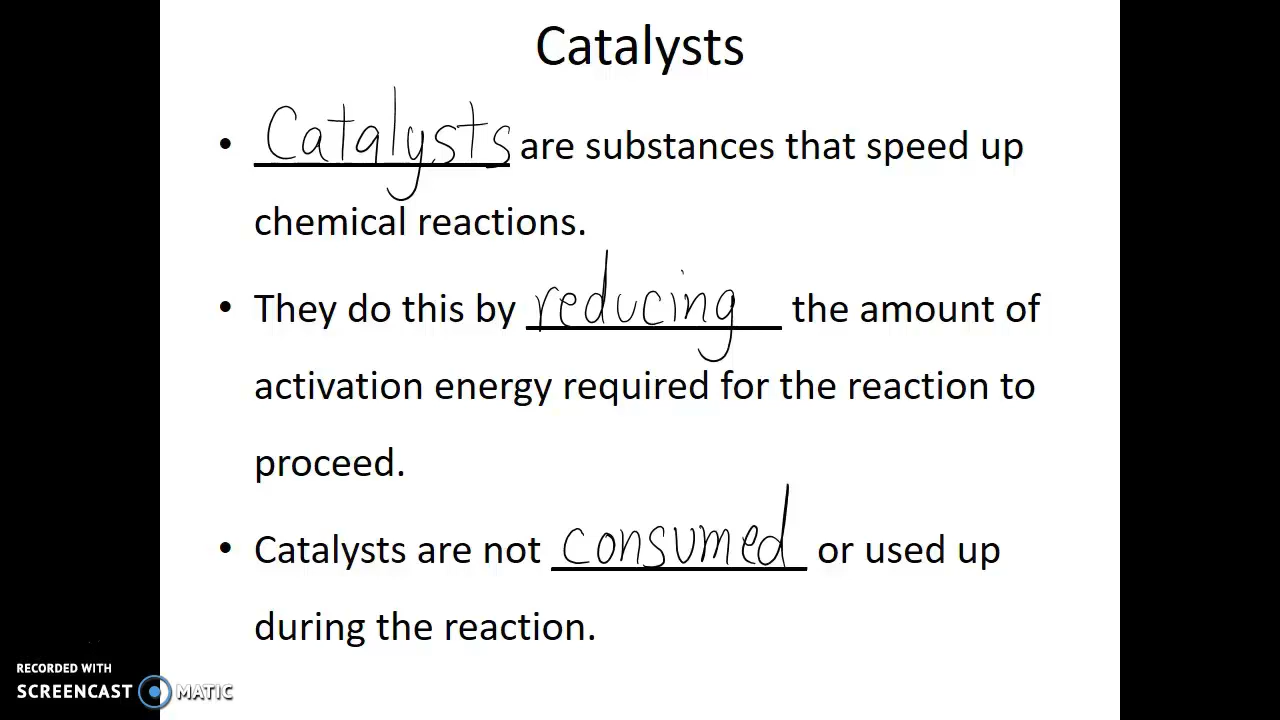 Catalysts
• Catalysts are substances that speed up
chemical reactions.
• They do this by reducing the amount of
activation energy required for the reaction to
proceed.
• Catalysts are not consumed or used up
during the reaction.
RECORDED WITH
SCREENCAST MATIC